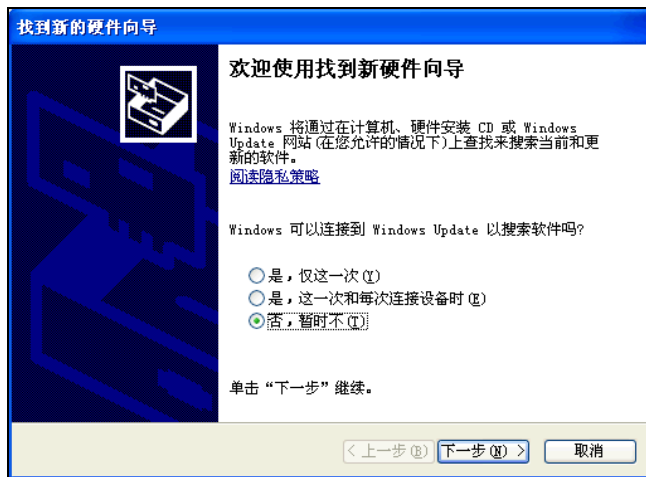 找到新的硬件向导
欢迎使用找到新硬件向导
Windows 将通过在计算机、硬件安装 CD 或 Windows
Update 网站(在您允许的情况下)上查找来搜索当前和更
新的软件。
阅读隐私策略
Windows 可以连接到 Windows Update 以搜索软件吗?
是，仅这一次(Y)
是，这一次和每次连接设备时(E)
否，暂时不(T)
单击“下一步”继续。
< 上一步(B) 下一步(N) > 取消